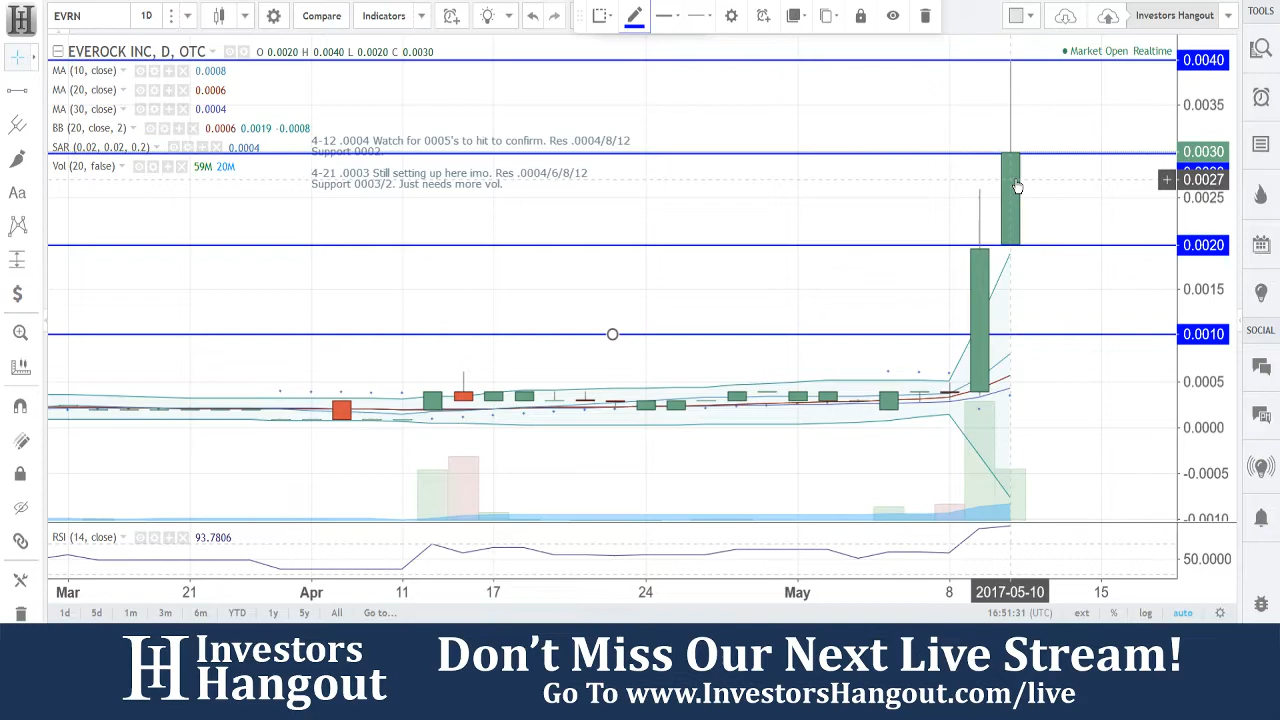 EVRN 1D Compare Indicators Investors Hangout TOOLS
EVEROCK INC, D, OTC O 0.0020 H 0.0040 L 0.0020 C 0.0030 Market Open Realtime
MA (10, close) 0.0008
MA (20, close) 0.0006
MA (30, close) 0.0004
BB (20, close, 2) 0.0006 0.0019 -0.0008
SAR (0.02, 0.02, 0.2) 0.0004
Vol (20, false) 59M 20M
4-12 .0004 Watch for 0005's to hit to confirm. Res .0004/8/12
Support 0002.
4-21 .0003 Still setting up here imo. Res .0004/6/8/12
Support 0003/2. Just needs more vol.
0.0040
0.0035
0.0030
0.0027
0.0025
0.0020
0.0015
0.0010
0.0005
0.0000
-0.0005
-0.0010
SOCIAL
Aa
$
RSI (14, close) 93.7806
50.0000
Mar 21 Apr 11 17 24 May 8 2017-05-10 15
1d 5d 1m 3m 6m YTD 1y 5y All Go to... 16:51:31 (UTC) ext % log auto
H
Investors
Hangout
Don't Miss Our Next Live Stream!
Go To www.InvestorsHangout.com/live